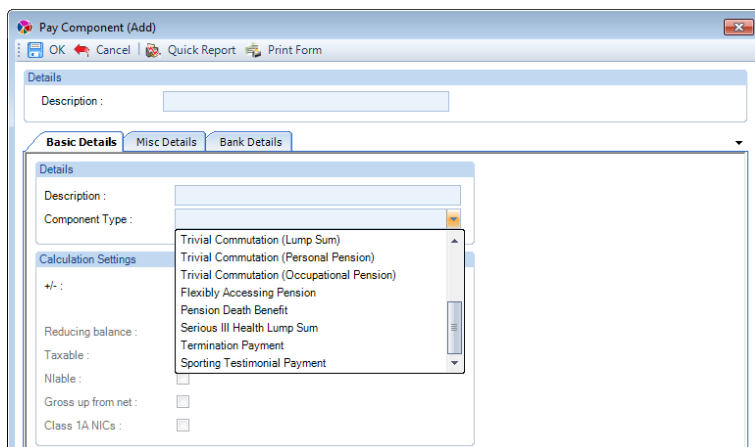 Pay Component (Add)
OK Cancel Quick Report Print Form
Details
Description :
Basic Details Misc Details Bank Details
Details
Description :
Component Type :
Trivial Commutation (Lump Sum)
Calculation Settings
Trivial Commutation (Personal Pension)
Trivial Commutation (Occupational Pension)
+/- :
Flexibly Accessing Pension
Pension Death Benefit
Reducing balance :
Serious Ill Health Lump Sum
Taxable :
Termination Payment
Sporting Testimonial Payment
NIable :
Gross up from net :
Class 1A NICs :